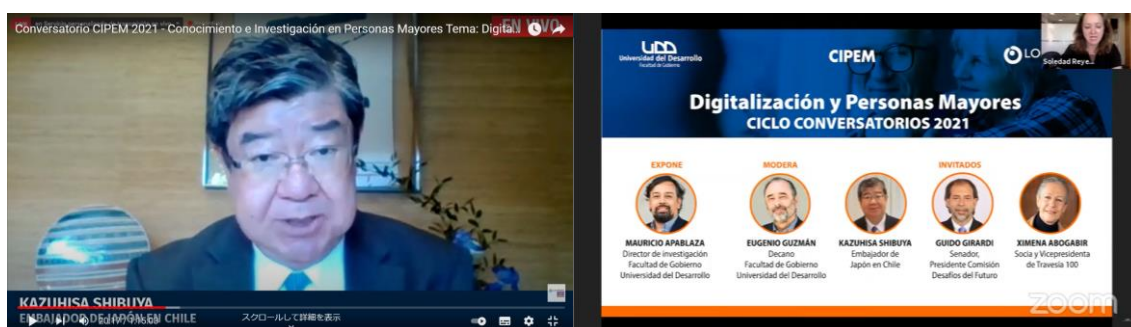 Conversatorio CIPEM 2021 - Conocimiento e Investigación en Personas Mayores Tema: Digital...
EN VIVO
KAZUHISA SHIBUYA
EMBAJADOR DE JAPÓN EN CHILE
スクロールして詳細を表示
UDD
Universidad del Desarrollo
Facultad de Gobierno
CIPEM
LO
Soledad Reye...
Digitalización y Personas Mayores
CICLO CONVERSATORIOS 2021
EXPONE
MODERA
INVITADOS
MAURICIO APABLAZA
Director de investigación
Facultad de Gobierno
Universidad del Desarrollo
EUGENIO GUZMÁN
Decano
Facultad de Gobierno
Universidad del Desarrollo
KAZUHISA SHIBUYA
Embajador de
Japón en Chile
GUIDO GIRARDI
Senador,
Presidente Comisión
Desafíos del Futuro
XIMENA ABOGABIR
Socia y Vicepresidenta
de Travesía 100
zoom